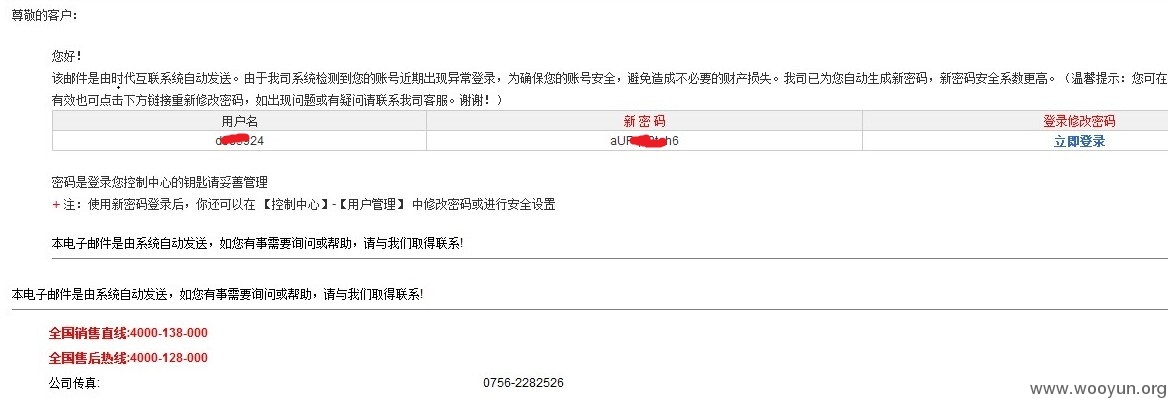 尊敬的客户：
您好！
该邮件是由时代互联系统自动发送。由于我司系统检测到您的账号近期出现异常登录，为确保您的账号安全，避免造成不必要的财产损失。我司已为您自动生成新密码，新密码安全系数更高。（温馨提示：您可在
有效也可点击下方链接重新修改密码，如出现问题或有疑问请联系我司客服。谢谢！）
用户名 新 密 码 登录修改密码
立即登录
密码是登录您控制中心的钥匙请妥善管理
+ 注：使用新密码登录后，你还可以在 【控制中心】-【用户管理】 中修改密码或进行安全设置
本电子邮件是由系统自动发送，如您有事需要询问或帮助，请与我们取得联系!
本电子邮件是由系统自动发送，如您有事需要询问或帮助，请与我们取得联系!
全国销售直线:4000-138-000
全国售后热线:4000-128-000
公司传真: 0756-2282526
www.wooyun.org